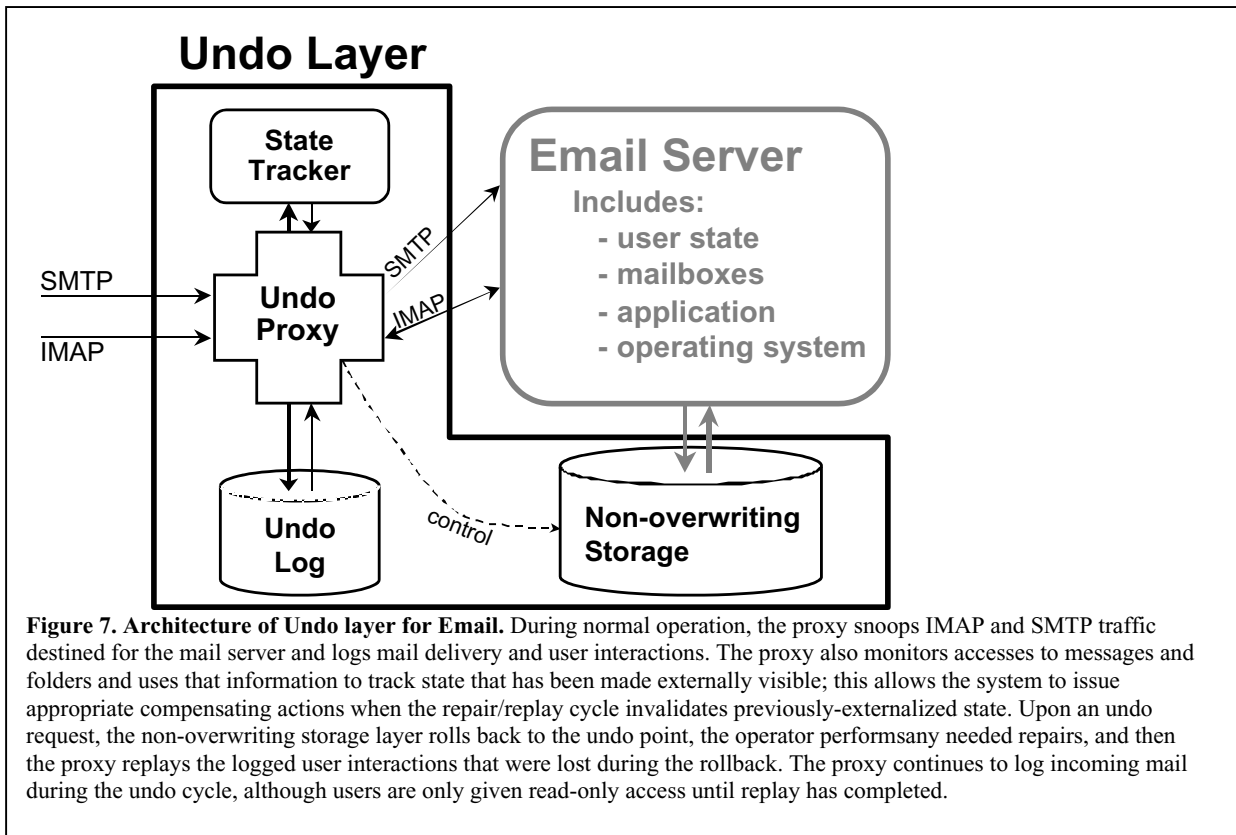 Undo Layer
State
Tracker
Email Server
Includes:
- user state
- mailboxes
- application
- operating system
SMTP
SMTP
Undo
Proxy
IMAP
IMAP
control
Undo
Log
Non-overwriting
Storage
Figure 7. Architecture of Undo layer for Email. During normal operation, the proxy snoops IMAP and SMTP traffic
destined for the mail server and logs mail delivery and user interactions. The proxy also monitors accesses to messages and
folders and uses that information to track state that has been made externally visible; this allows the system to issue
appropriate compensating actions when the repair/replay cycle invalidates previously-externalized state. Upon an undo
request, the non-overwriting storage layer rolls back to the undo point, the operator performsany needed repairs, and then
the proxy replays the logged user interactions that were lost during the rollback. The proxy continues to log incoming mail
during the undo cycle, although users are only given read-only access until replay has completed.